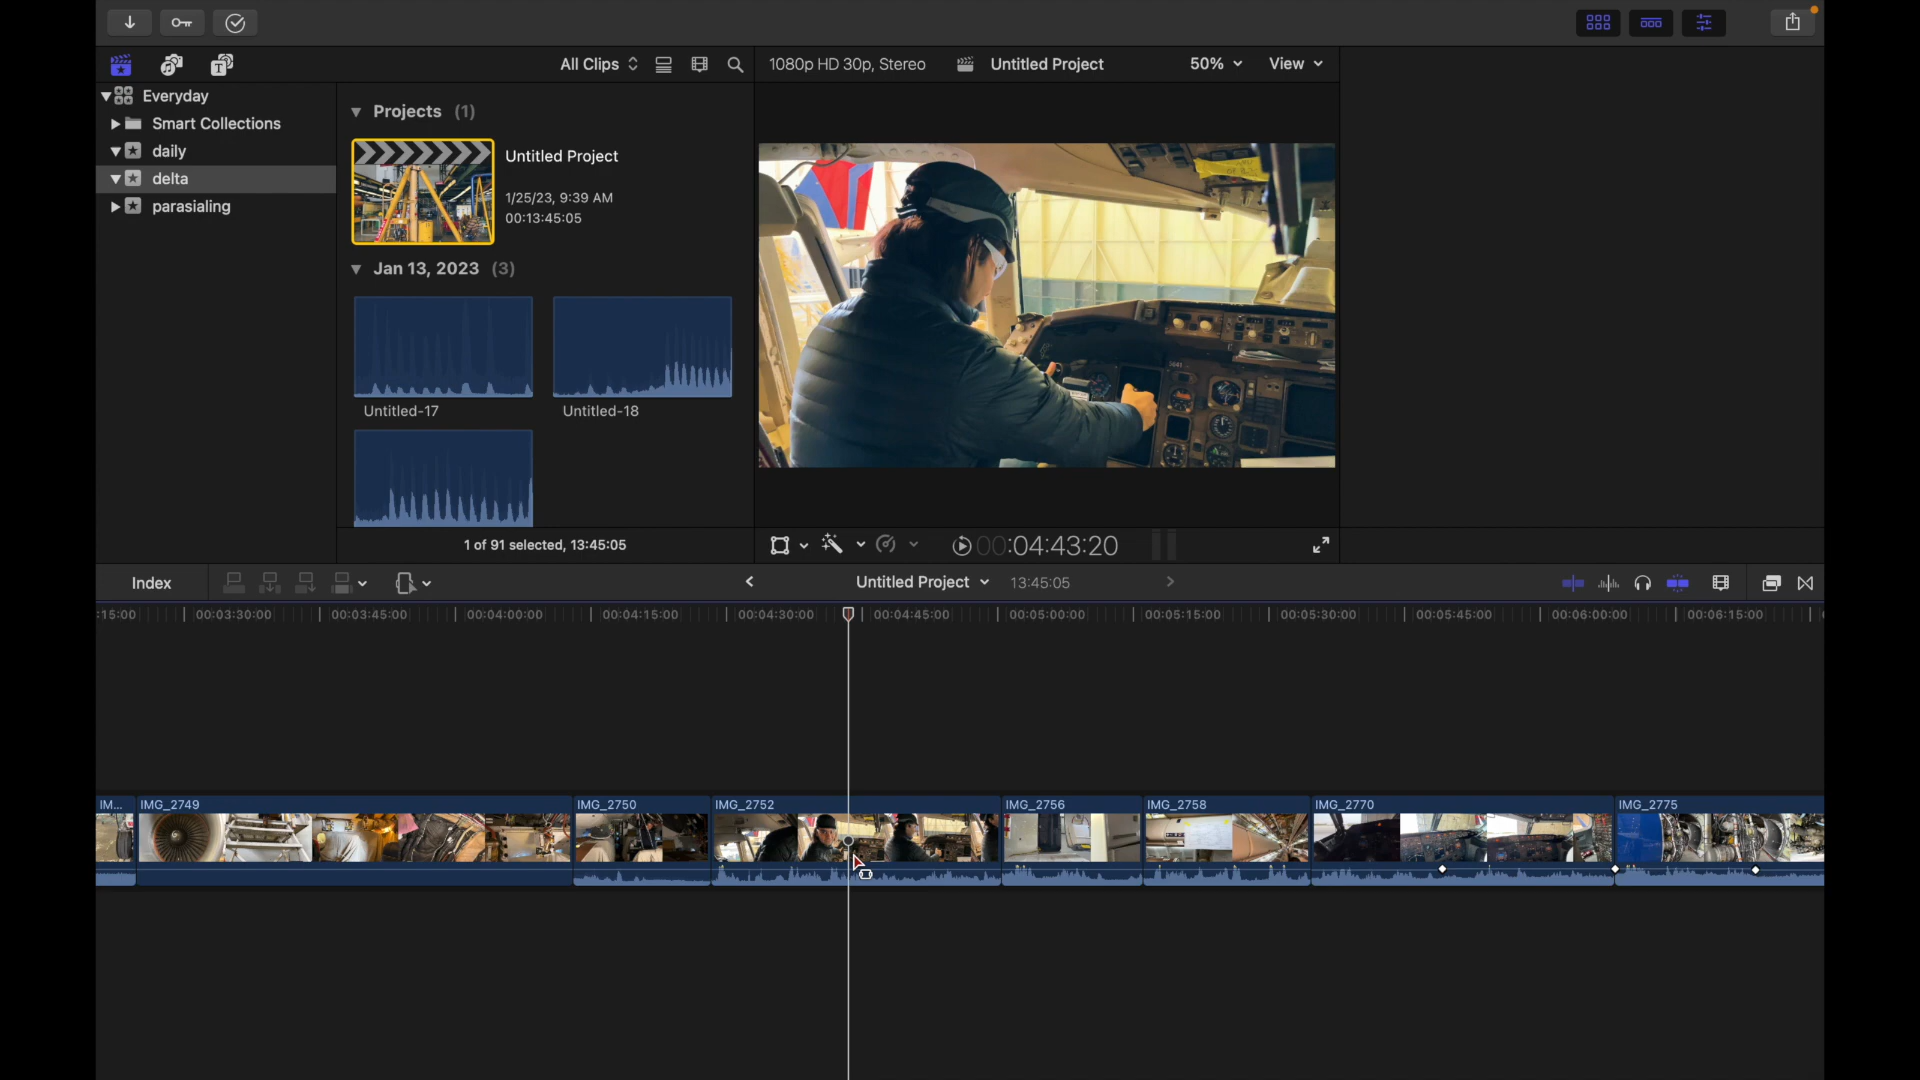 All Clips
1080p HD 30p, Stereo
Untitled Project
50%
View
Everyday
Smart Collections
daily
delta
parasialing
Projects (1)
Untitled Project
1/25/23, 9:39 AM
00:13:45:05
Jan 13, 2023 (3)
Untitled-17
Untitled-18
1 of 91 selected, 13:45:05
00:04:43:20
Index
Untitled Project
13:45:05
:15:00
00:03:30:00
00:03:45:00
00:04:00:00
00:04:15:00
00:04:30:00
00:04:45:00
00:05:00:00
00:05:15:00
00:05:30:00
00:05:45:00
00:06:00:00
00:06:15:00
IM...
IMG_2749
IMG_2750
IMG_2752
IMG_2756
IMG_2758
IMG_2770
IMG_2775